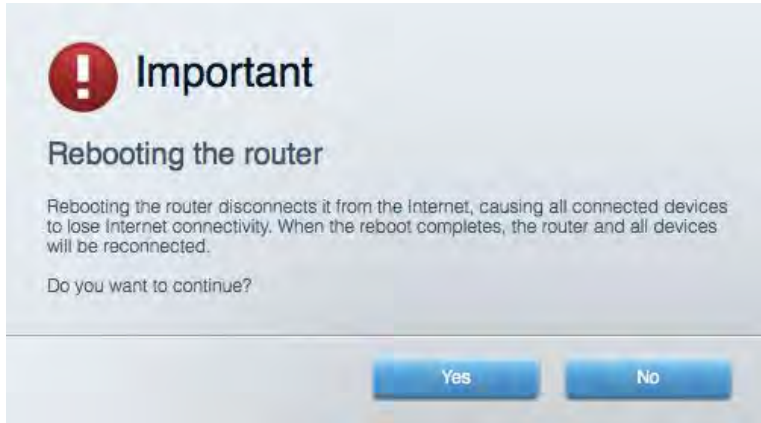 Important
Rebooting the router
Rebooting the router disconnects it from the Internet, causing all connected devices
to lose Internet connectivity. When the reboot completes, the router and all devices
will be reconnected.
Do you want to continue?
Yes
No